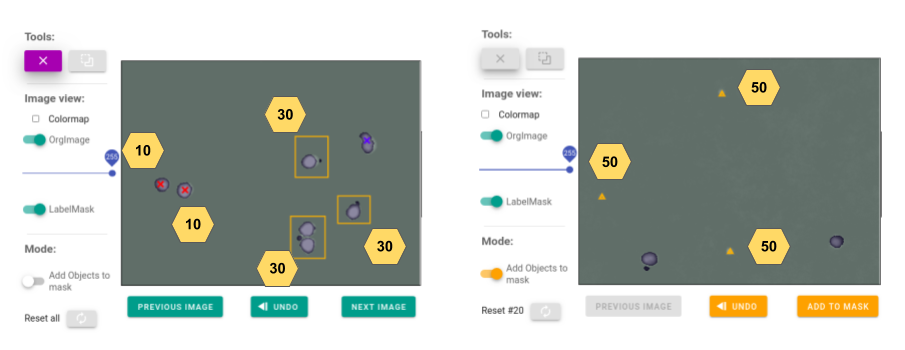 Tools:
Image view:
Colormap
OrgImage
255
LabelMask
Mode:
Add Objects to
mask
Reset all
10
10
30
30
30
PREVIOUS IMAGE
UNDO
NEXT IMAGE
Tools:
Image view:
Colormap
OrgImage
255
LabelMask
Mode:
Add Objects to
mask
Reset #20
50
50
50
PREVIOUS IMAGE
UNDO
ADD TO MASK